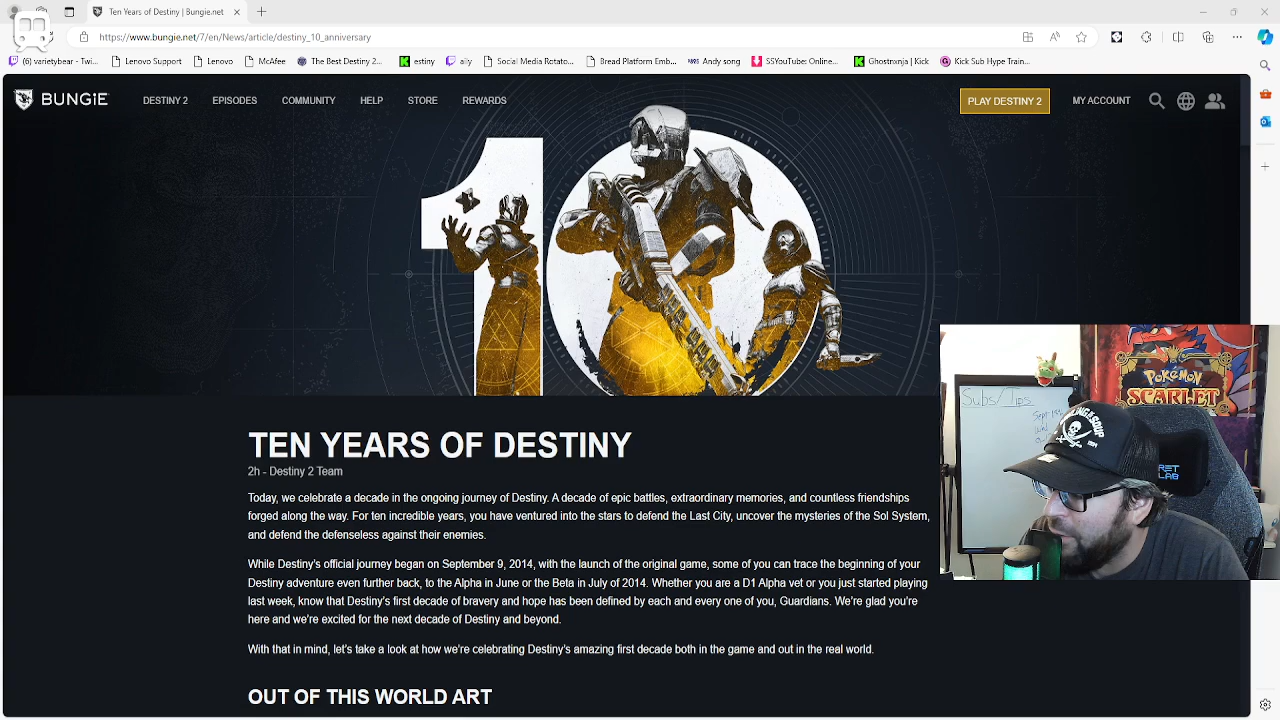 Ten Years of Destiny | Bungie.net
https://www.bungie.net/7/en/News/article/destiny_10_anniversary
(6) varietybear - Twi...
Lenovo Support
Lenovo
McAfee
The Best Destiny 2...
estiny
aily
Social Media Rotato...
Bread Platform Emb...
Andy song
SSYouTube: Online...
Ghostnxnja | Kick
Kick Sub Hype Train...
BUNGiE
DESTINY 2
EPISODES
COMMUNITY
HELP
STORE
REWARDS
PLAY DESTINY 2
MY ACCOUNT
10
TEN YEARS OF DESTINY
2h - Destiny 2 Team
Today, we celebrate a decade in the ongoing journey of Destiny. A decade of epic battles, extraordinary memories, and countless friendships
forged along the way. For ten incredible years, you have ventured into the stars to defend the Last City, uncover the mysteries of the Sol System,
and defend the defenseless against their enemies.
While Destiny's official journey began on September 9, 2014, with the launch of the original game, some of you can trace the beginning of your
Destiny adventure even further back, to the Alpha in June or the Beta in July of 2014. Whether you are a D1 Alpha vet or you just started playing
last week, know that Destiny's first decade of bravery and hope has been defined by each and every one of you, Guardians. We're glad you're
here and we're excited for the next decade of Destiny and beyond.
With that in mind, let's take a look at how we're celebrating Destiny's amazing first decade both in the game and out in the real world.
OUT OF THIS WORLD ART
POKÉMON
SCARLET
Subs/Tips